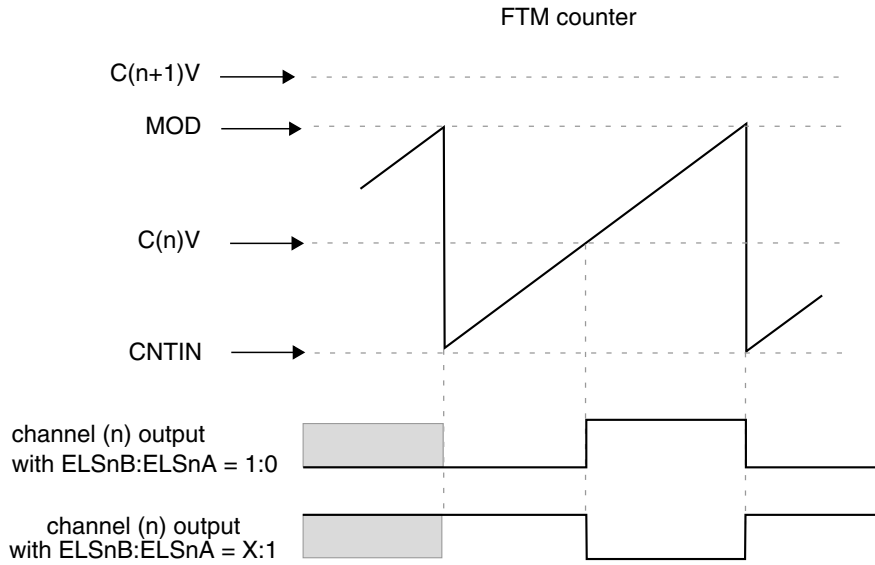 FTM counter
C(n+1)V
MOD
C(n)V
CNTIN
channel (n) output
with ELSnB:ELSnA = 1:0
channel (n) output
with ELSnB:ELSnA = X:1